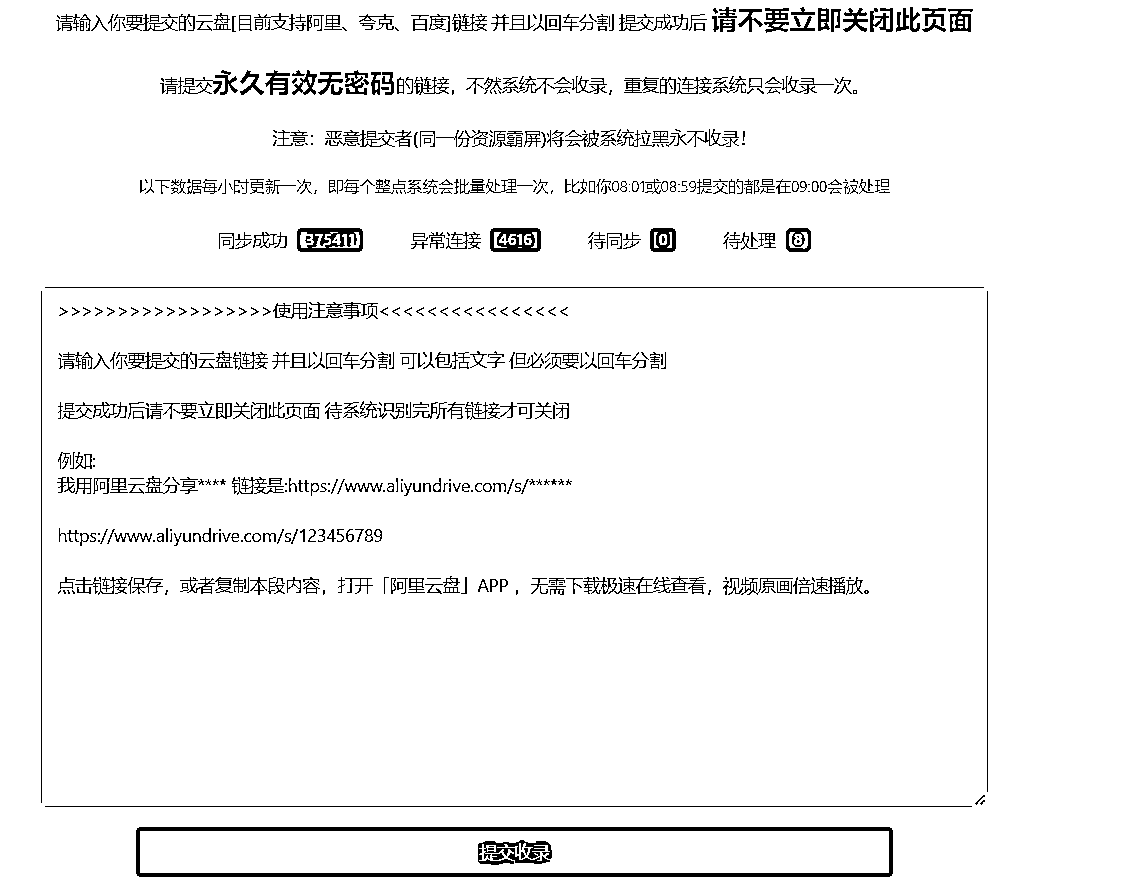 请输入你要提交的云盘[目前支持阿里、夸克、百度]链接 并且以回车分割 提交成功后 请不要立即关闭此页面
请提交永久有效无密码的链接，不然系统不会收录，重复的连接系统只会收录一次。
注意：恶意提交者(同一份资源霸屏)将会被系统拉黑永不收录！
以下数据每小时更新一次，即每个整点系统会批量处理一次，比如你08:01或08:59提交的都是在09:00会被处理
同步成功 [375411] 异常连接 [4616] 待同步 [0] 待处理 [8]
>>>>>>>>>>>>>>>>>>使用注意事项<<<<<<<<<<<<<<<<
请输入你要提交的云盘链接 并且以回车分割 可以包括文字 但必须要以回车分割
提交成功后请不要立即关闭此页面 待系统识别完所有链接才可关闭
例如:
我用阿里云盘分享**** 链接是:https://www.aliyundrive.com/s/******
https://www.aliyundrive.com/s/123456789
点击链接保存，或者复制本段内容，打开「阿里云盘」APP ，无需下载极速在线查看，视频原画倍速播放。
提交收录